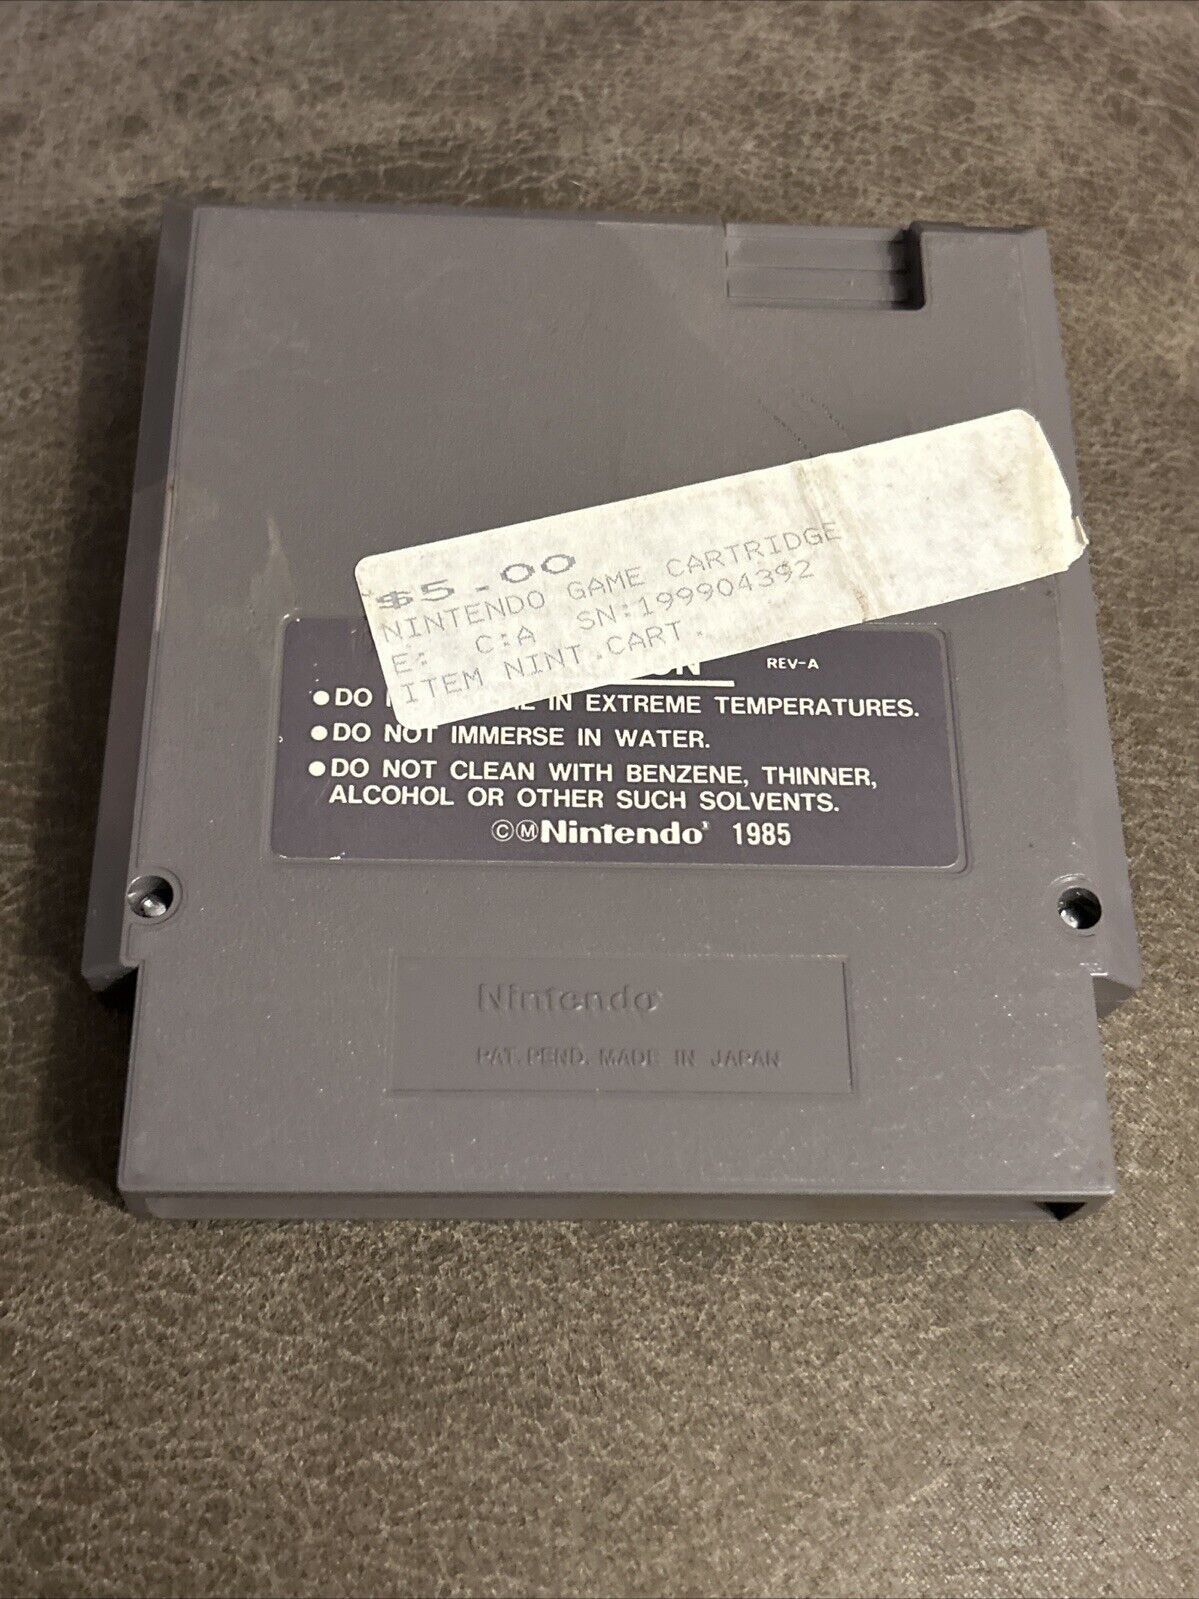 $5.00
NINTENDO GAME CARTRIDGE
E: C:A SN:199904392
ITEM NINT.CART.
REV-A
●DO IN EXTREME TEMPERATURES.
●DO NOT IMMERSE IN WATER.
●DO NOT CLEAN WITH BENZENE, THINNER,
ALCOHOL OR OTHER SUCH SOLVENTS.
©ⓂNintendo 1985
Nintendo
PAT. PEND. MADE IN JAPAN